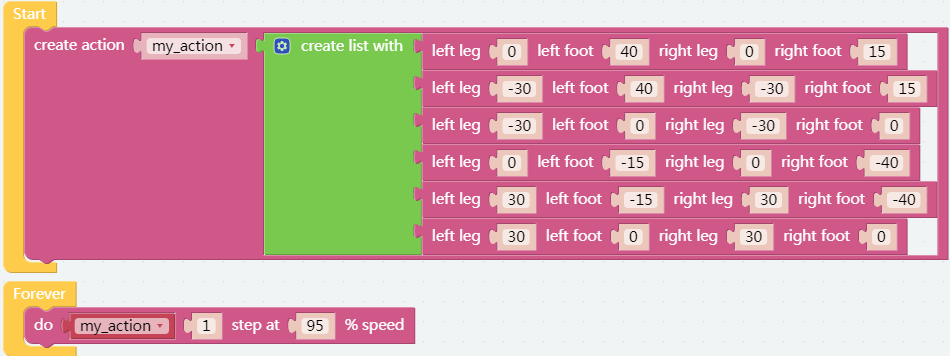 Start
create action my_action create list with left leg 0 left foot 40 right leg 0 right foot 15
left leg -30 left foot 40 right leg -30 right foot 15
left leg -30 left foot 0 right leg -30 right foot 0
left leg 0 left foot -15 right leg 0 right foot -40
left leg 30 left foot -15 right leg 30 right foot -40
left leg 30 left foot 0 right leg 30 right foot 0
Forever
do my_action 1 step at 95 % speed